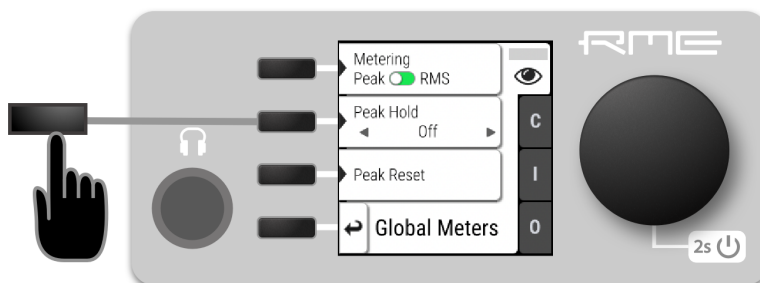 RME
Metering
Peak RMS
Peak Hold
Off
Peak Reset
Global Meters
C
I
O
2s